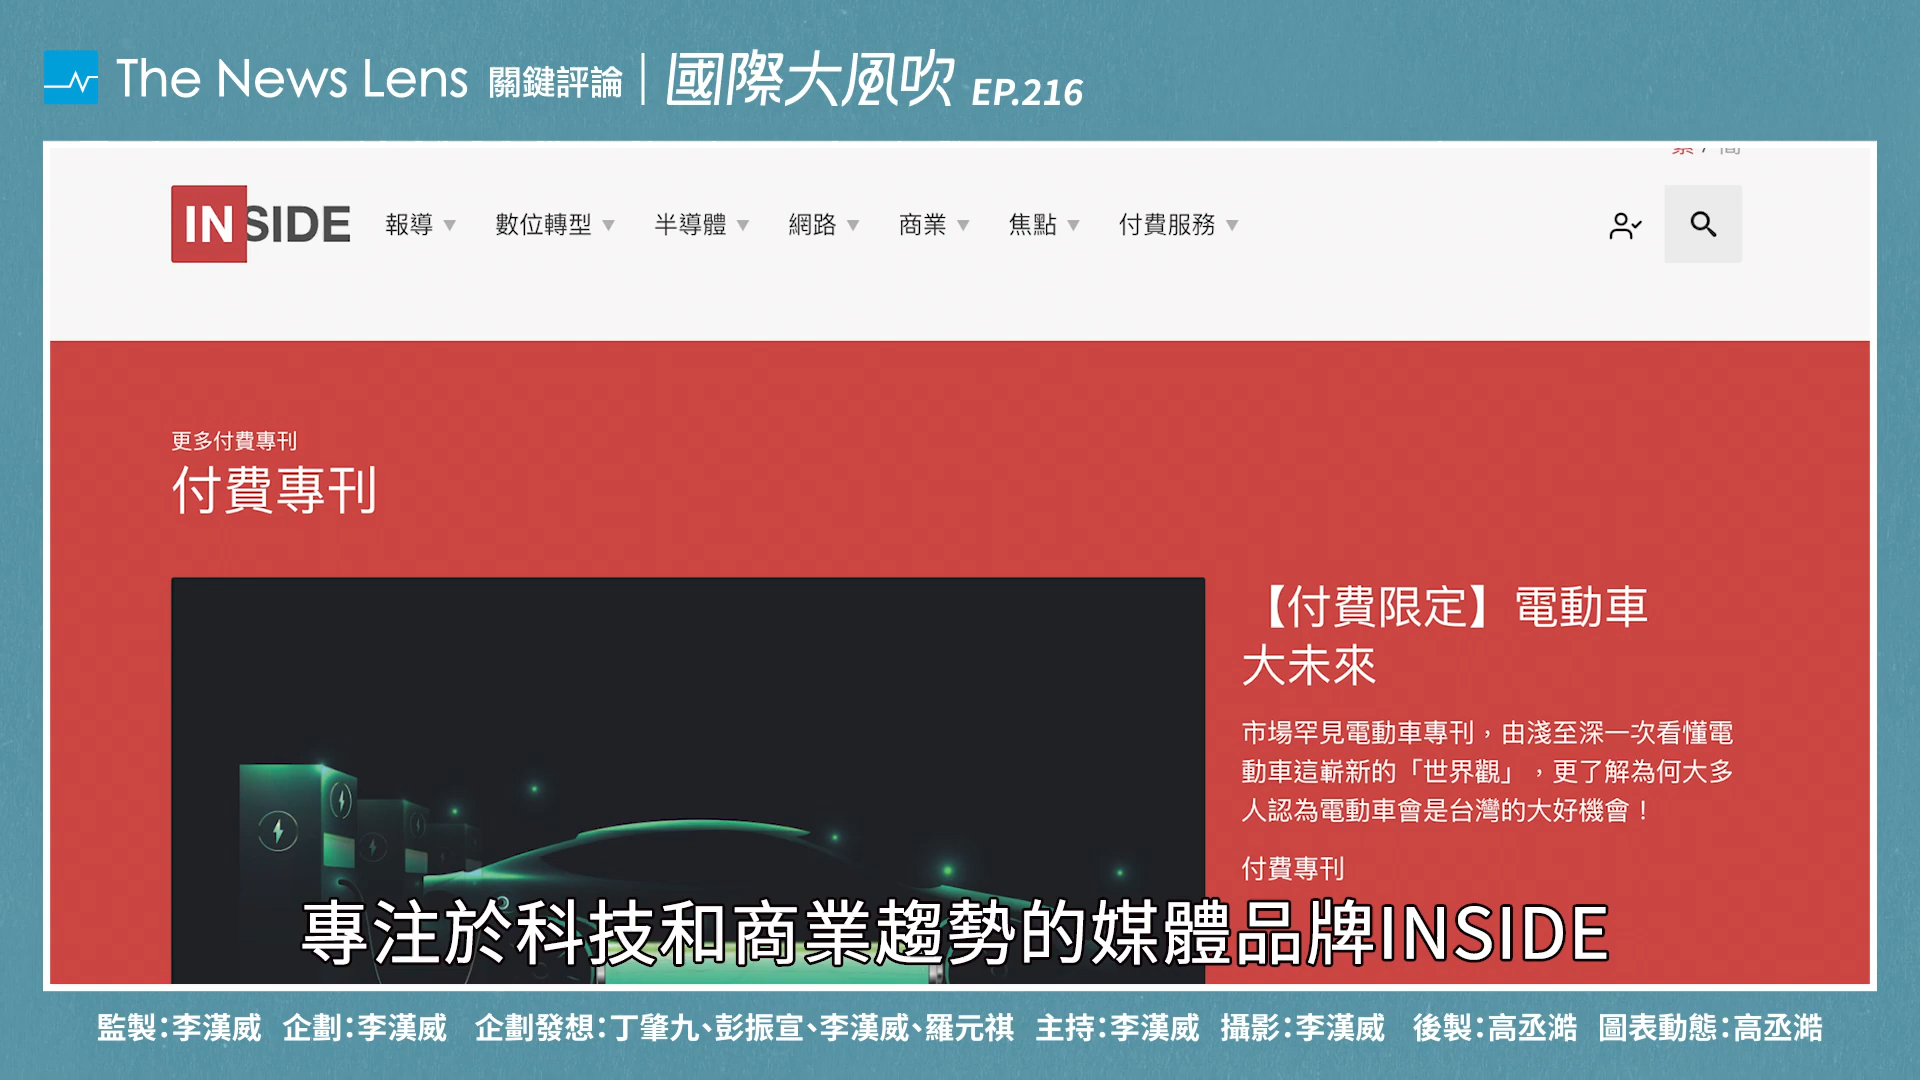 The News Lens 關鍵評論 | 國際大風吹 EP.216
INSIDE 報導 數位轉型 半導體 網路 商業 焦點 付費服務
更多付費專刊
付費專刊
【付費限定】電動車
大未來
市場罕見電動車專刊，由淺至深一次看懂電
動車這嶄新的「世界觀」，更了解為何大多
人認為電動車會是台灣的大好機會！
付費專刊
專注於科技和商業趨勢的媒體品牌INSIDE
監製：李漢威 企劃：李漢威 企劃發想：丁肇九、彭振宣、李漢威、羅元祺 主持：李漢威 攝影：李漢威 後製：高丞澔 圖表動態：高丞澔